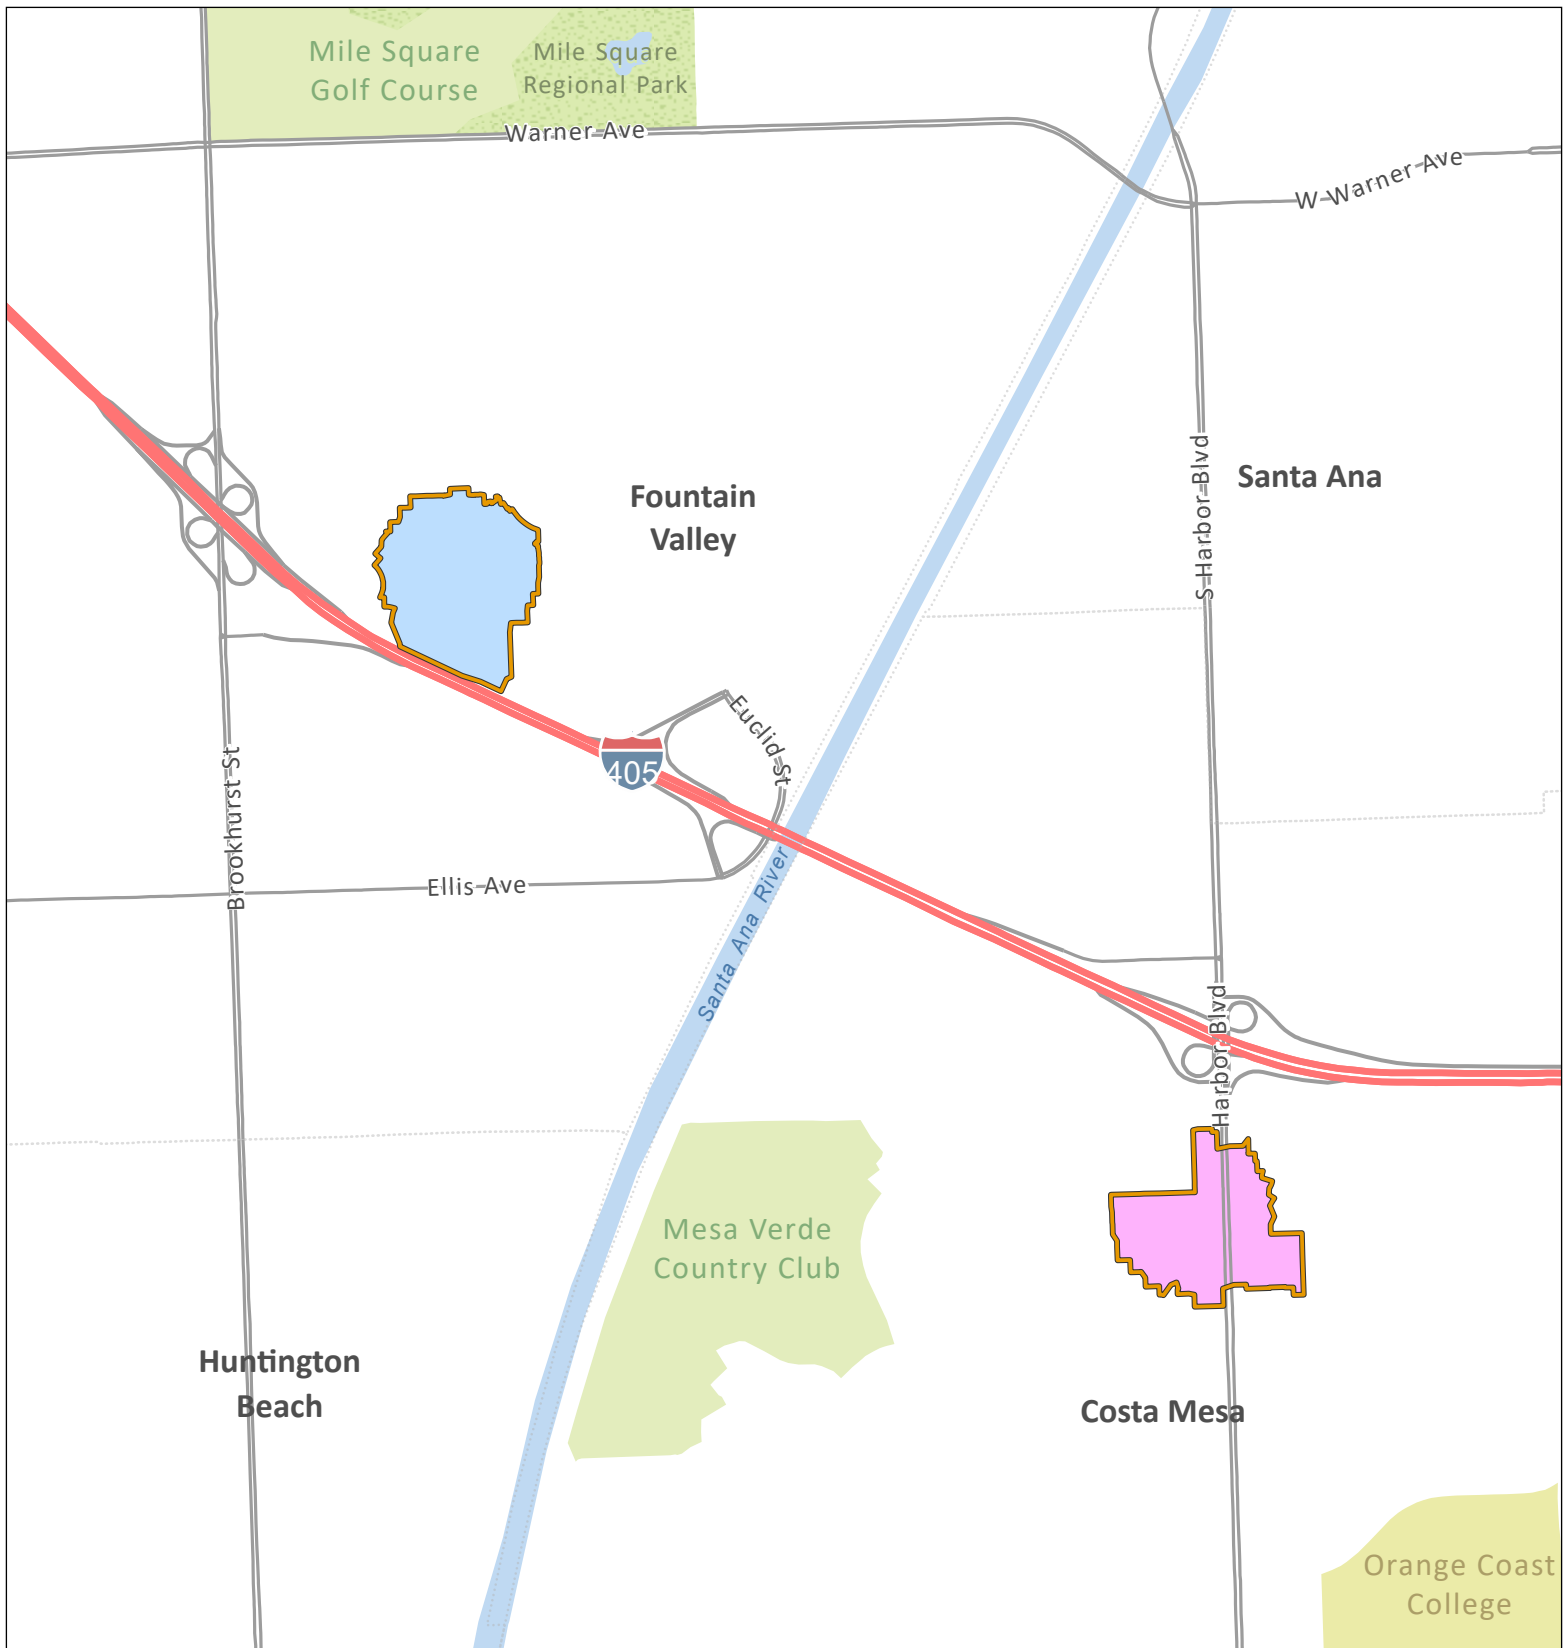 Mile Square
Golf Course
Mile Square
Regional Park
Warner Ave
W Warner Ave
S Harbor Blvd
Santa Ana
Fountain
Valley
Euclid St
405
Brookhurst St
Ellis Ave
Santa Ana River
Harbor Blvd
Mesa Verde
Country Club
Huntington
Beach
Costa Mesa
Orange Coast
College